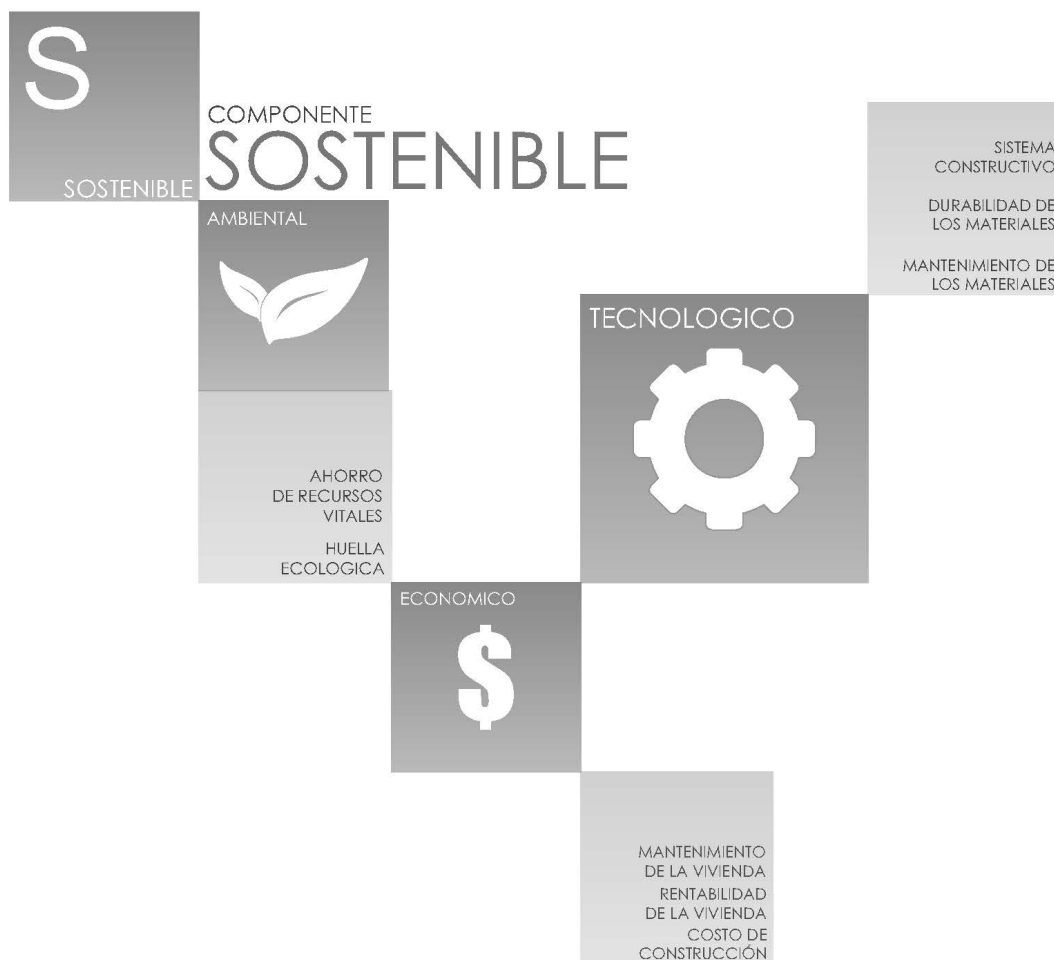 S
SOSTENIBLE
COMPONENTE
SOSTENIBLE
AMBIENTAL
AHORRO
DE RECURSOS
VITALES
HUELLA
ECOLOGICA
ECONOMICO
$
MANTENIMIENTO
DE LA VIVIENDA
RENTABILIDAD
DE LA VIVIENDA
COSTO DE
CONSTRUCCIÓN
TECNOLOGICO
SISTEMA
CONSTRUCTIVO
DURABILIDAD DE
LOS MATERIALES
MANTENIMIENTO DE
LOS MATERIALES